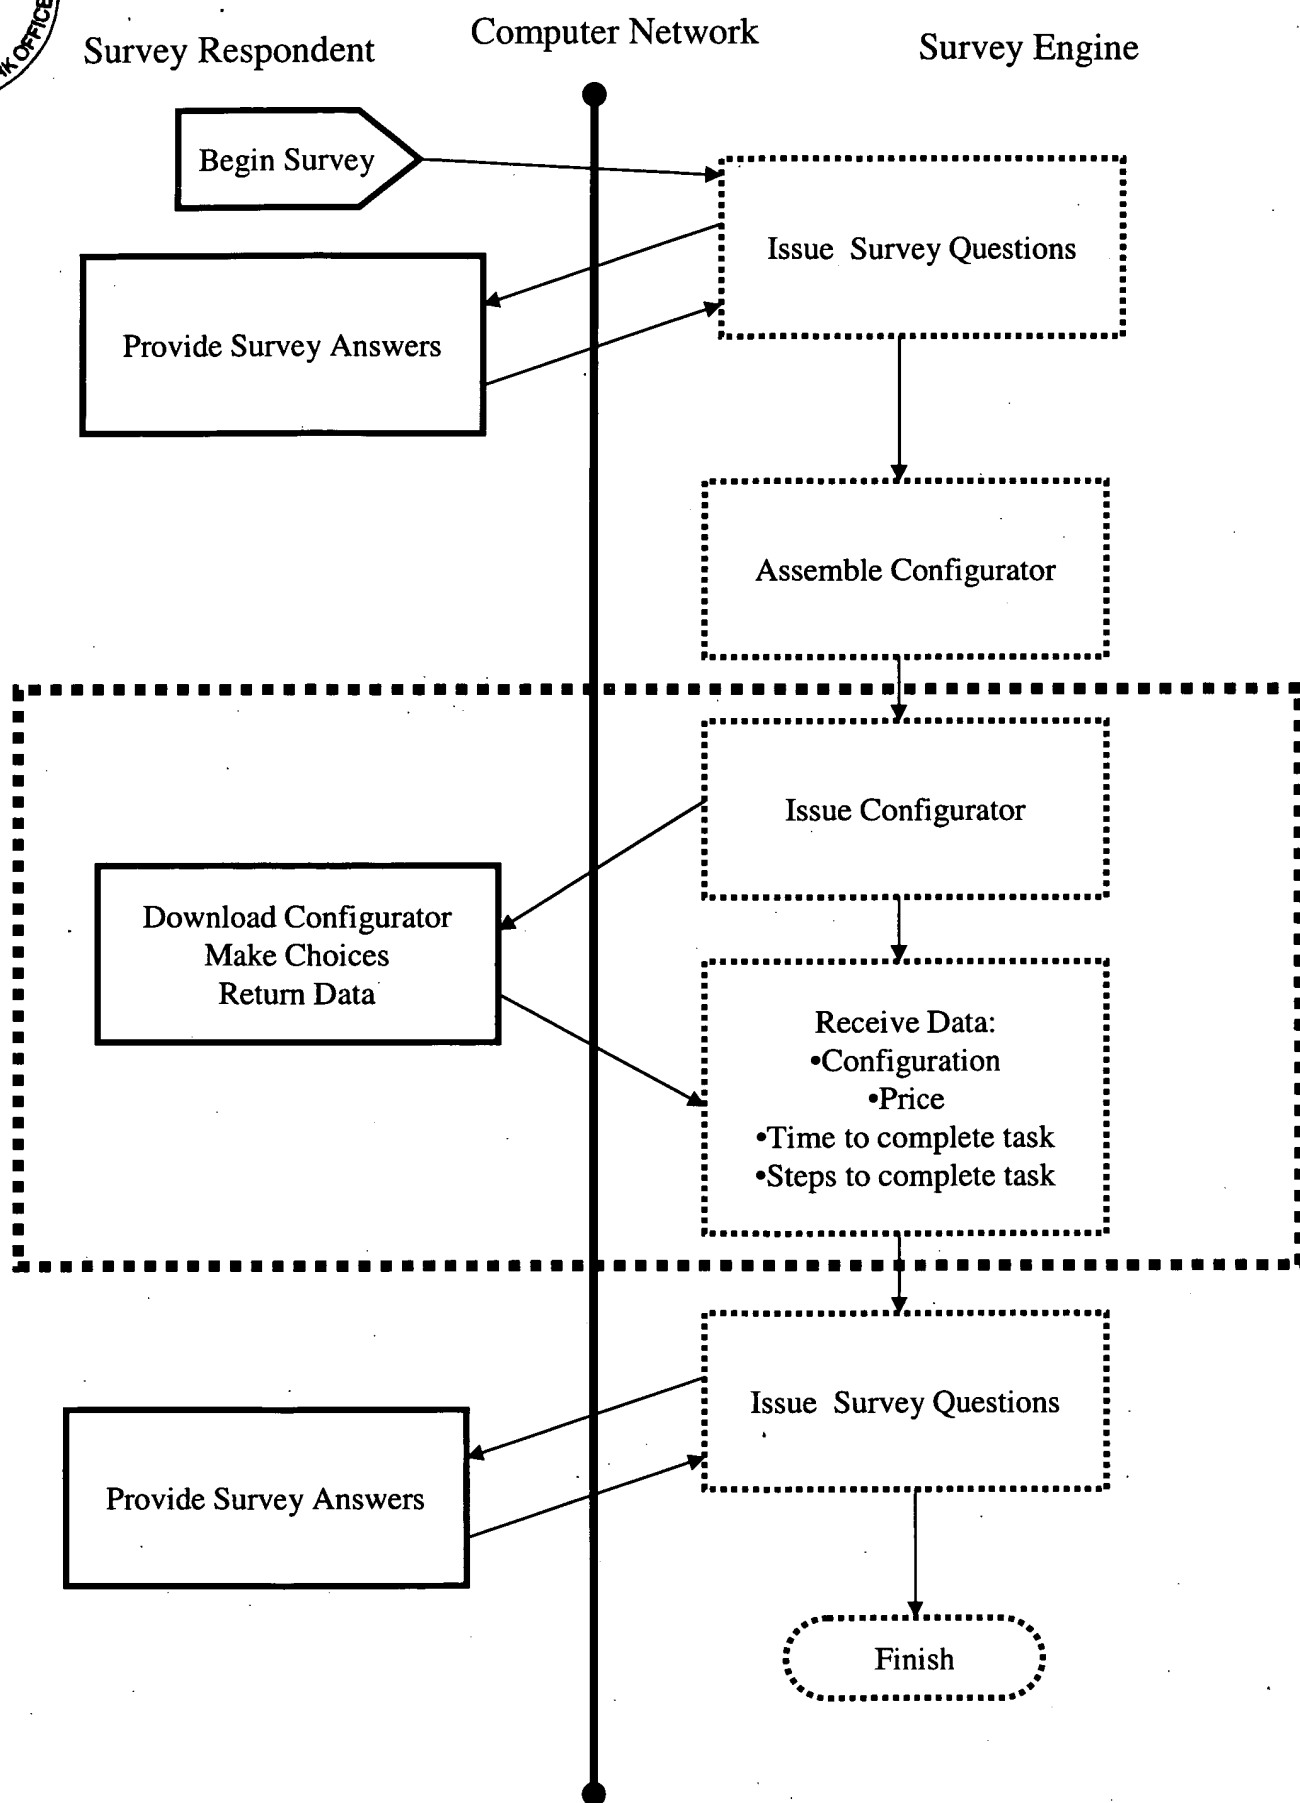 K OFFICE
Survey Respondent
Computer Network
Survey Engine
Begin Survey
Issue Survey Questions
Provide Survey Answers
Assemble Configurator
Issue Configurator
Download Configurator
Make Choices
Return Data
Receive Data:
•Configuration
•Price
•Time to complete task
•Steps to complete task
Issue Survey Questions
Provide Survey Answers
Finish